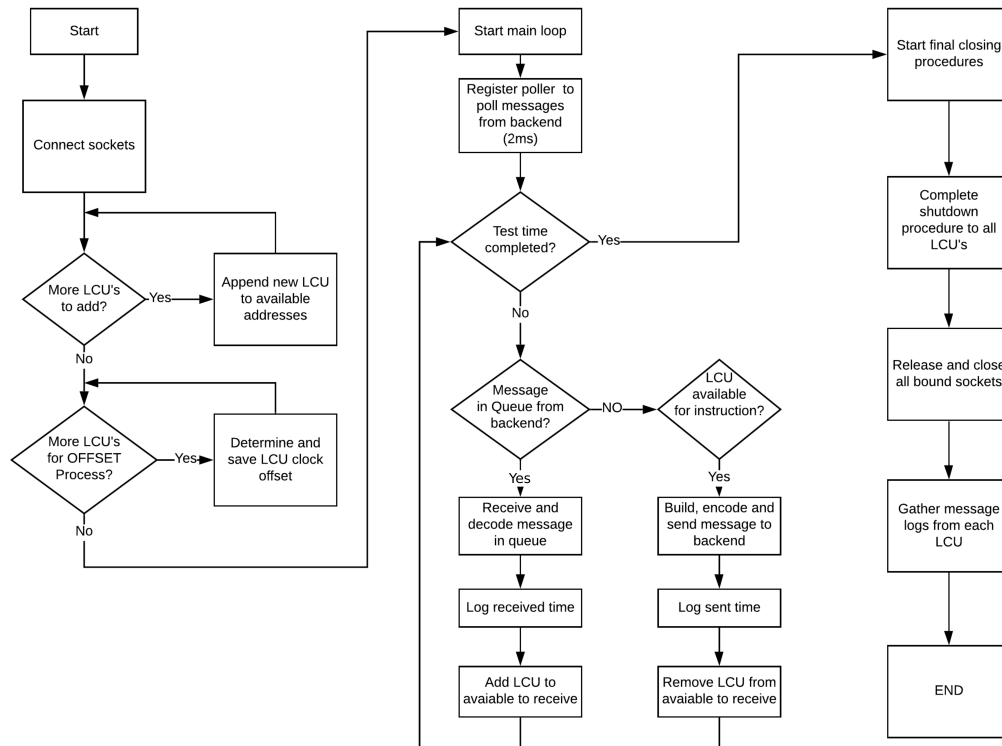 Start
Connect sockets
More LCU's
to add?
Yes
Append new LCU
to available
addresses
No
More LCU's
for OFFSET
Process?
Yes
Determine and
save LCU clock
offset
No
Start main loop
Register poller to
poll messages
from backend
(2ms)
Test time
completed?
Yes
No
Message
in Queue from
backend?
NO
LCU
available
for instruction?
Yes
Receive and
decode message
in queue
Log received time
Add LCU to
avaiable to receive
Yes
Build, encode and
send message to
backend
Log sent time
Remove LCU from
avaiable to receive
Start final closing
procedures
Complete
shutdown
procedure to all
LCU's
Release and close
all bound sockets
Gather message
logs from each
LCU
END